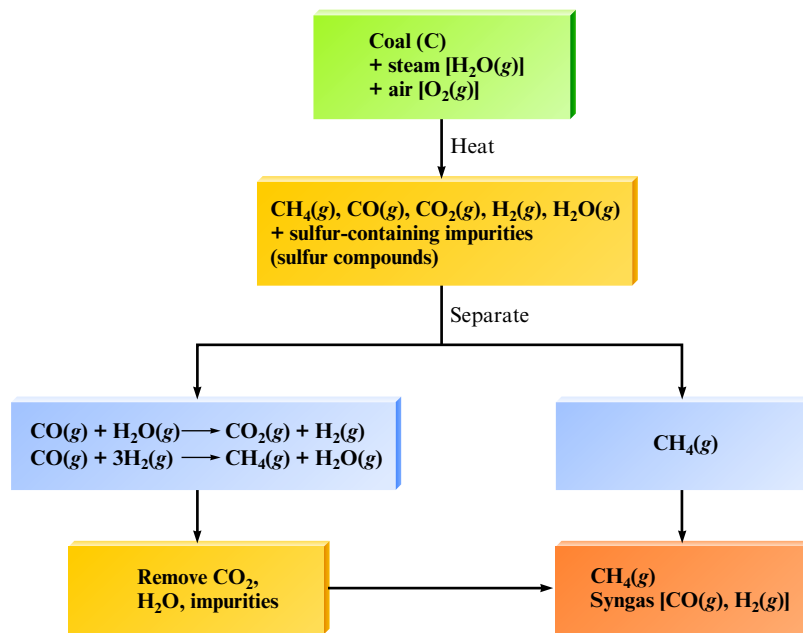 Coal (C)
+ steam [H₂O(g)]
+ air [O₂(g)]
Heat
CH₄(g), CO(g), CO₂(g), H₂(g), H₂O(g)
+ sulfur-containing impurities
(sulfur compounds)
Separate
CO(g) + H₂O(g) ⟶ CO₂(g) + H₂(g)
CO(g) + 3H₂(g) ⟶ CH₄(g) + H₂O(g)
CH₄(g)
Remove CO₂,
H₂O, impurities
CH₄(g)
Syngas [CO(g), H₂(g)]